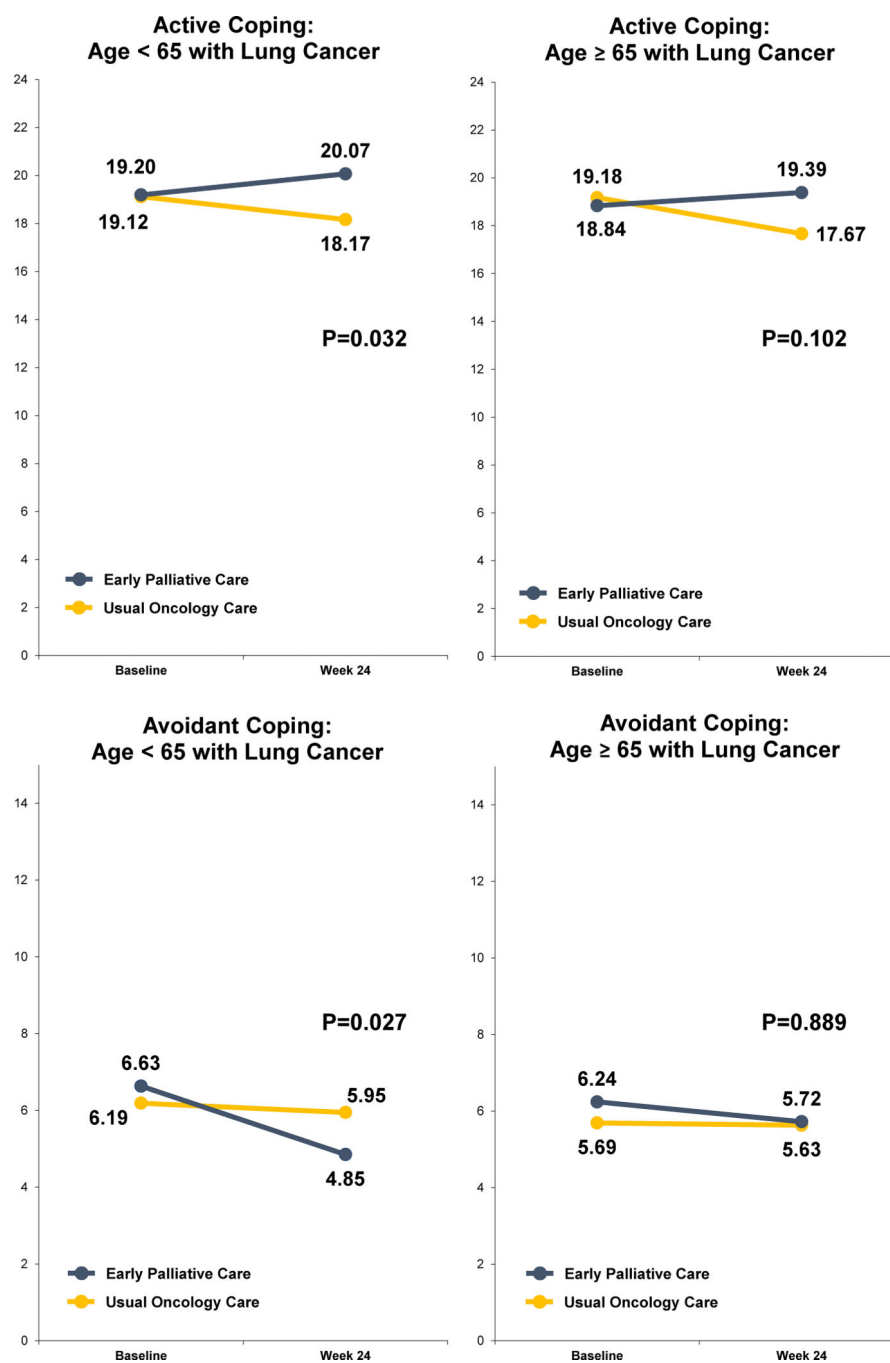 Active Coping:
Age < 65 with Lung Cancer
24
22
20
18
16
14
12
10
8
6
4
2
0
19.20
20.07
19.12
18.17
P=0.032
Early Palliative Care
Usual Oncology Care
Baseline
Week 24
Active Coping:
Age ≥ 65 with Lung Cancer
24
22
20
18
16
14
12
10
8
6
4
2
0
19.18
19.39
18.84
17.67
P=0.102
Early Palliative Care
Usual Oncology Care
Baseline
Week 24
Avoidant Coping:
Age < 65 with Lung Cancer
14
12
10
8
6
4
2
0
P=0.027
6.63
5.95
6.19
4.85
Early Palliative Care
Usual Oncology Care
Baseline
Week 24
Avoidant Coping:
Age ≥ 65 with Lung Cancer
14
12
10
8
6
4
2
0
P=0.889
6.24
5.72
5.69
5.63
Early Palliative Care
Usual Oncology Care
Baseline
Week 24